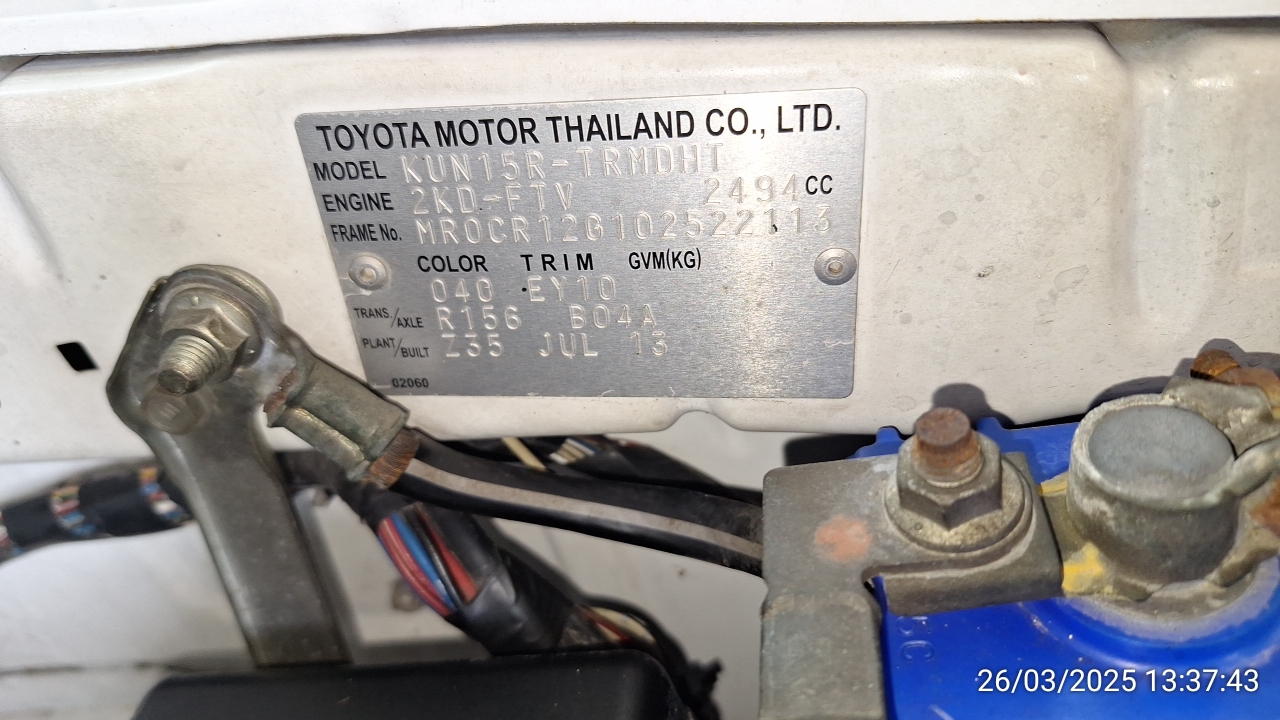 TOYOTA MOTOR THAILAND CO., LTD.
MODEL KUN15R-TRMDHT
ENGINE 2KD-FTV 2494 CC
FRAME No. MR0CR12G102522113
COLOR TRIM GVM(KG)
040 EY10
TRANS./AXLE R156 B04A
PLANT/BUILT Z35 JUL 13
02060
26/03/2025 13:37:43